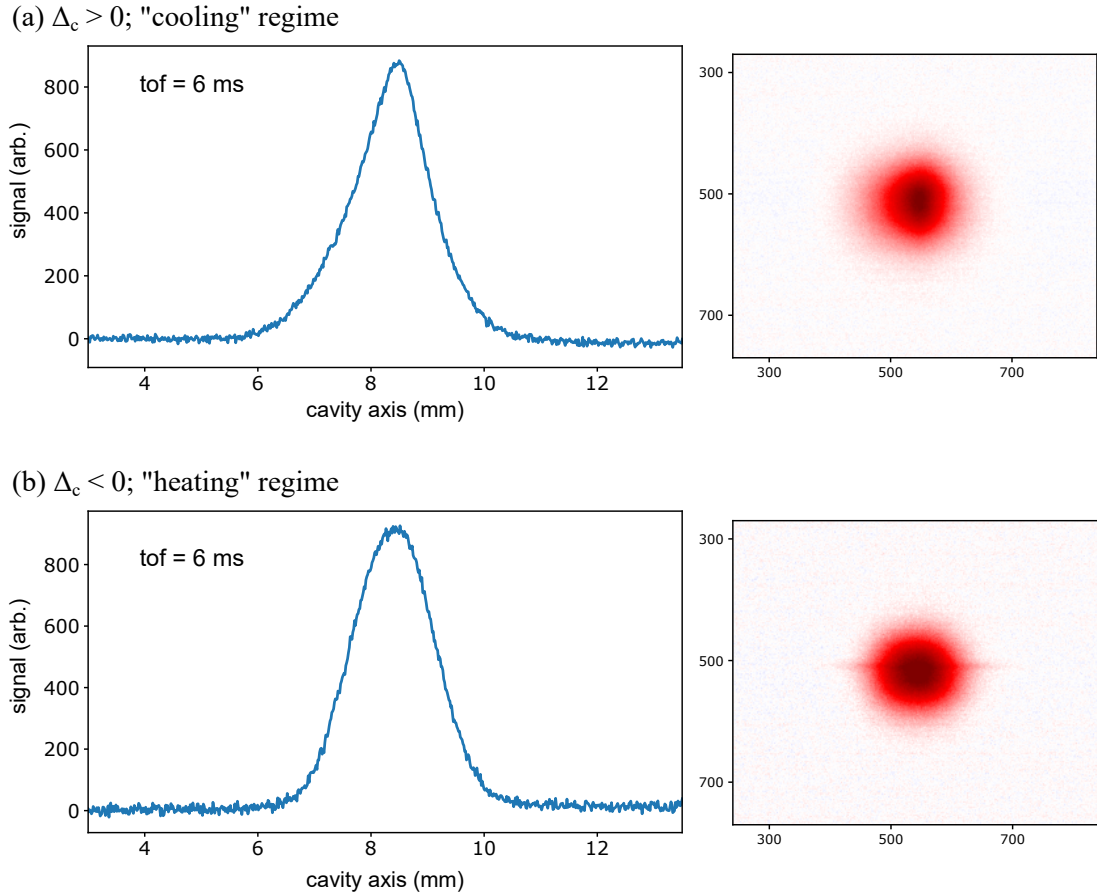 (a) Δc > 0; "cooling" regime
tof = 6 ms
signal (arb.)
800
600
400
200
0
4 6 8 10 12
cavity axis (mm)
300
500
700
300 500 700
(b) Δc < 0; "heating" regime
tof = 6 ms
signal (arb.)
800
600
400
200
0
4 6 8 10 12
cavity axis (mm)
300
500
700
300 500 700